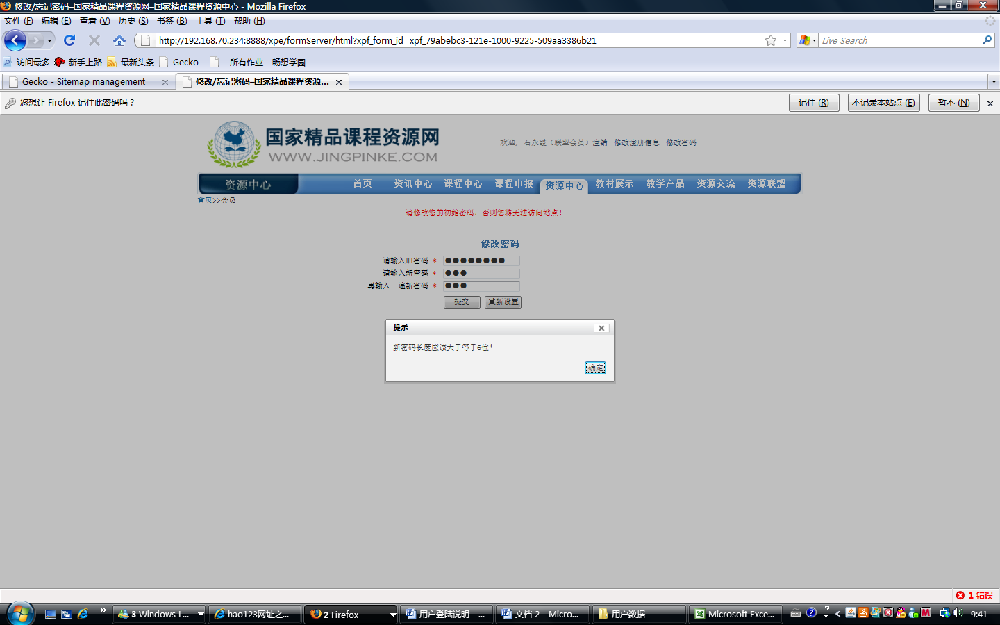 修改/忘记密码--国家精品课程资源网--国家精品课程资源中心 - Mozilla Firefox
文件 (F) 编辑 (E) 查看 (V) 历史 (S) 书签 (B) 工具 (T) 帮助 (H)
http://192.168.70.234:8888/xpe/formServer/html?xpf_form_id=xpf_79abebc3-121e-1000-9225-509aa3386b21
Live Search
访问最多 新手上路 最新头条 Gecko - - 所有作业 - 畅想学园
Gecko - Sitemap management
修改/忘记密码--国家精品课程资源...
您想让 Firefox 记住此密码吗？
记住 (R) 不记录本站点 (E) 暂不 (N)
国家精品课程资源网
WWW.JINGPINKE.COM
欢迎, 石永霞（联盟会员）注销 修改注册信息 修改密码
资源中心 首页 资讯中心 课程中心 课程申报 资源中心 教材展示 教学产品 资源交流 资源联盟
首页>>会员
请修改您的初始密码，否则您将无法访问站点！
修改密码
请输入旧密码 * ●●●●●●●●
请输入新密码 * ●●●
再输入一遍新密码 * ●●●
提交 重新设置
提示
新密码长度应该大于等于6位！
确定
1 错误
3 Windows L... hao123网址之... 2 Firefox 用户登陆说明 - ... 文档 2 - Micro... 用户数据 Microsoft Exce... 9:41